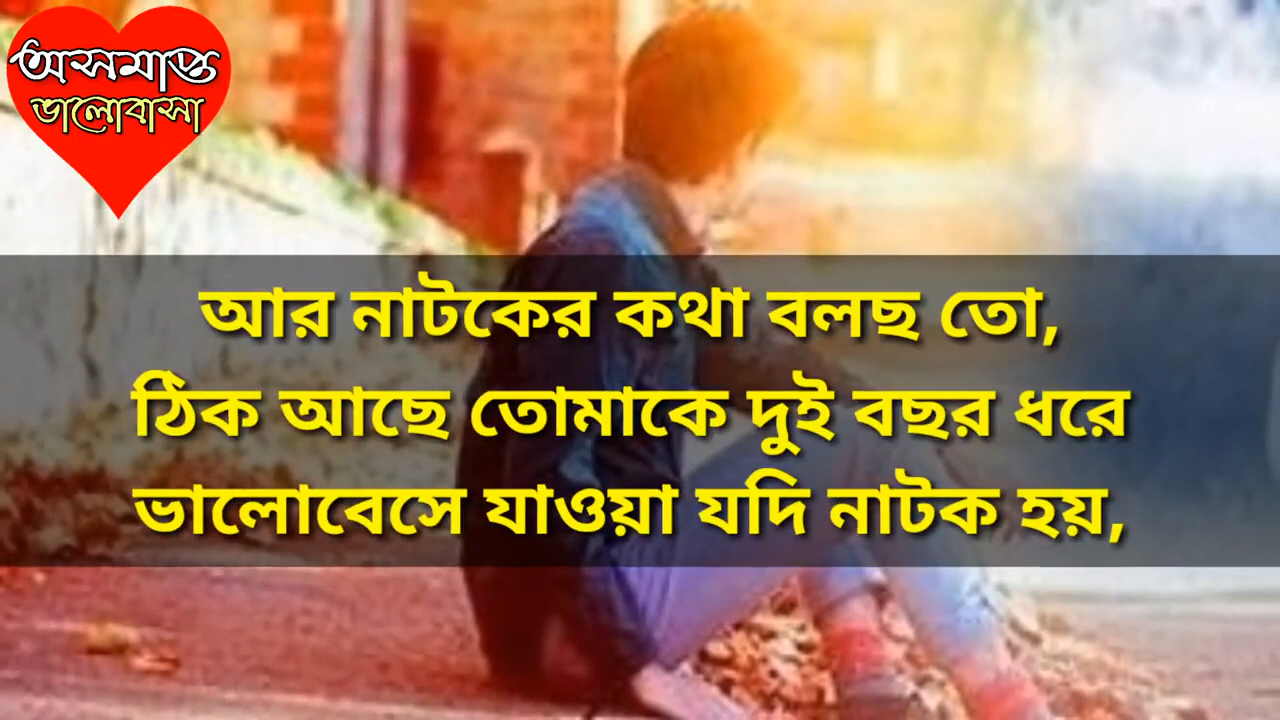 অসমাপ্ত
ভালোবাসা
আর নাটকের কথা বলছ তো,
ঠিক আছে তোমাকে দুই বছর ধরে
ভালোবেসে যাওয়া যদি নাটক হয়,